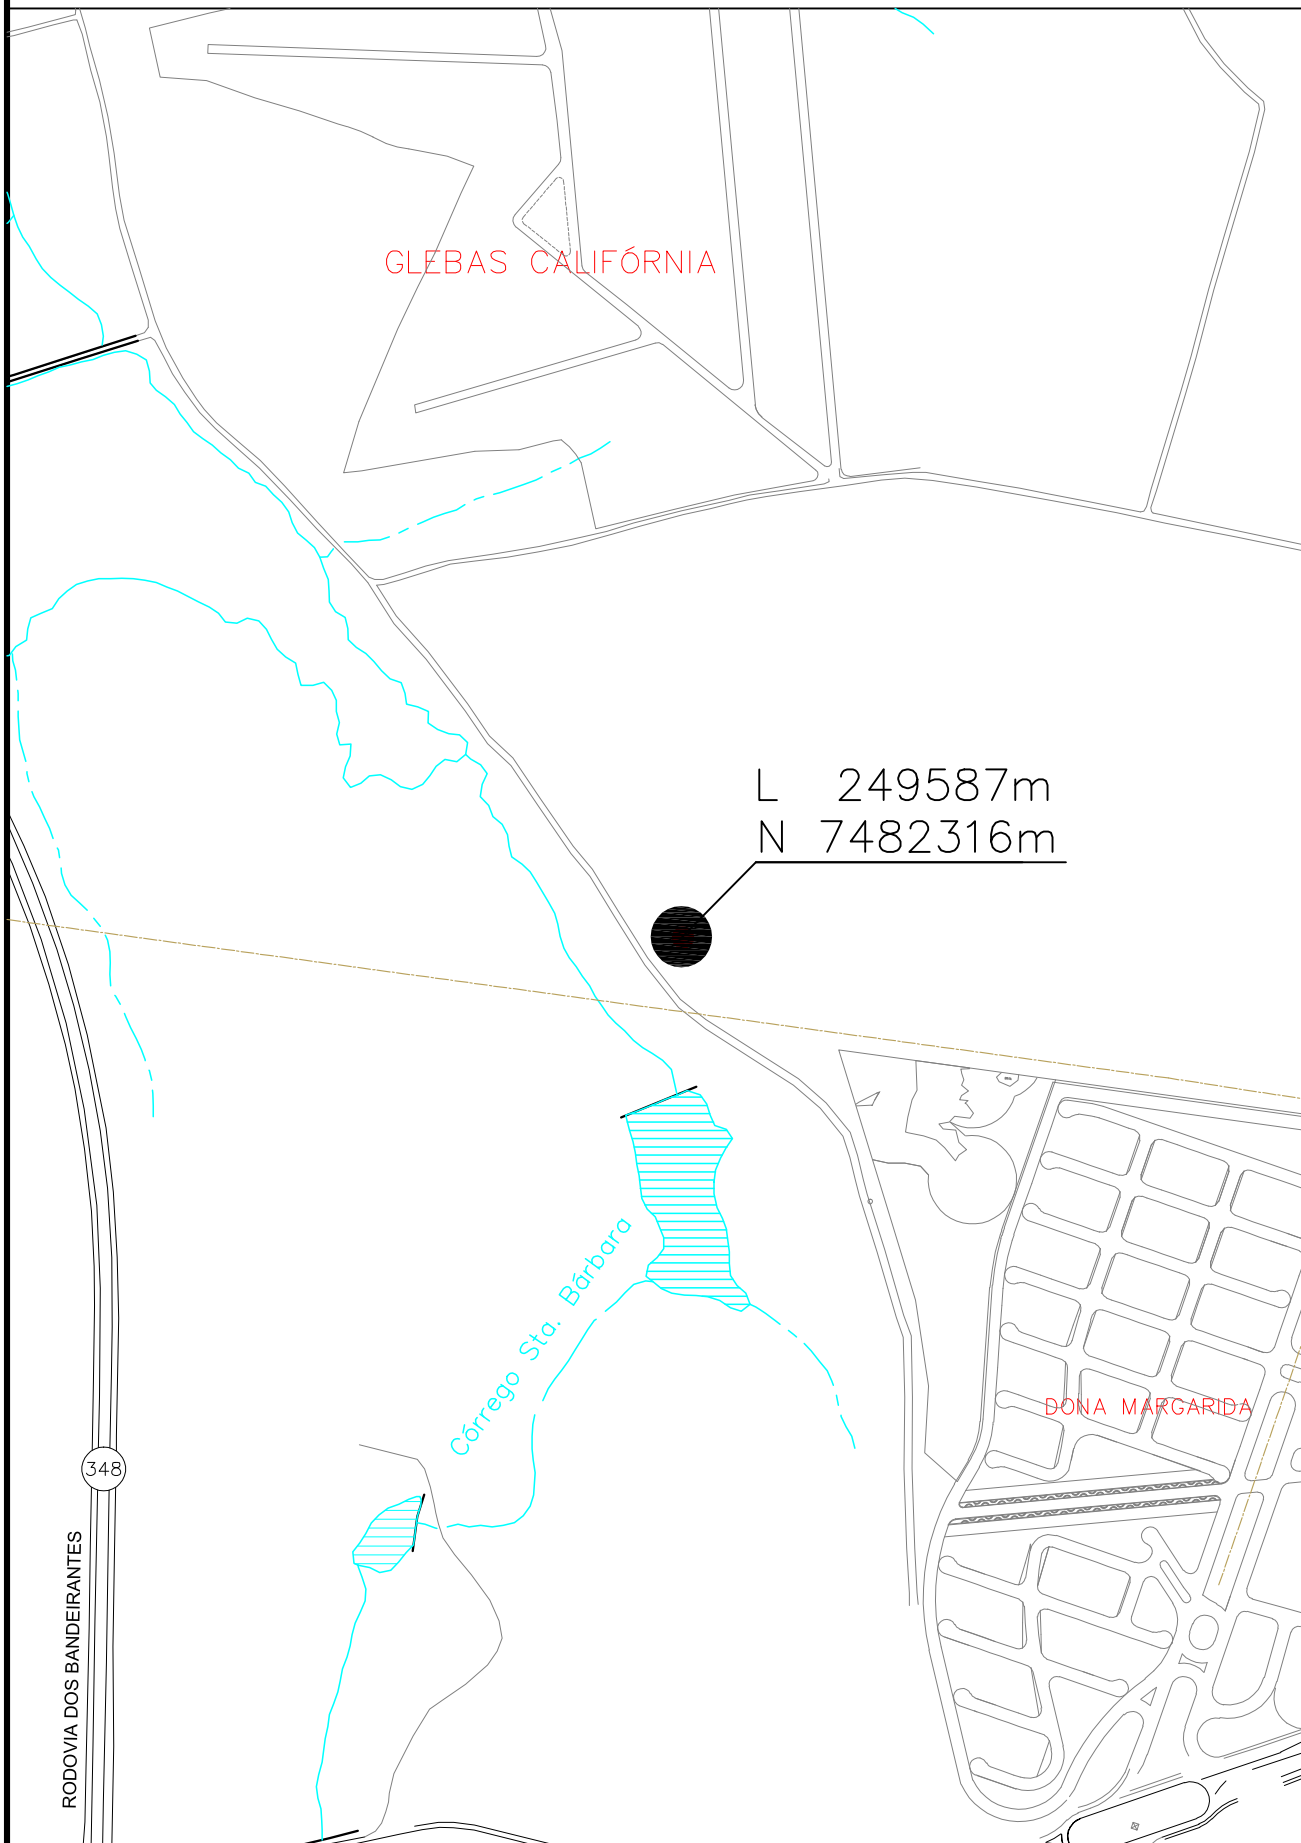 GLEBAS CALIFÓRNIA
L 249587m
N 7482316m
Córrego Sta. Bárbara
DONA MARGARIDA
348
RODOVIA DOS BANDEIRANTES